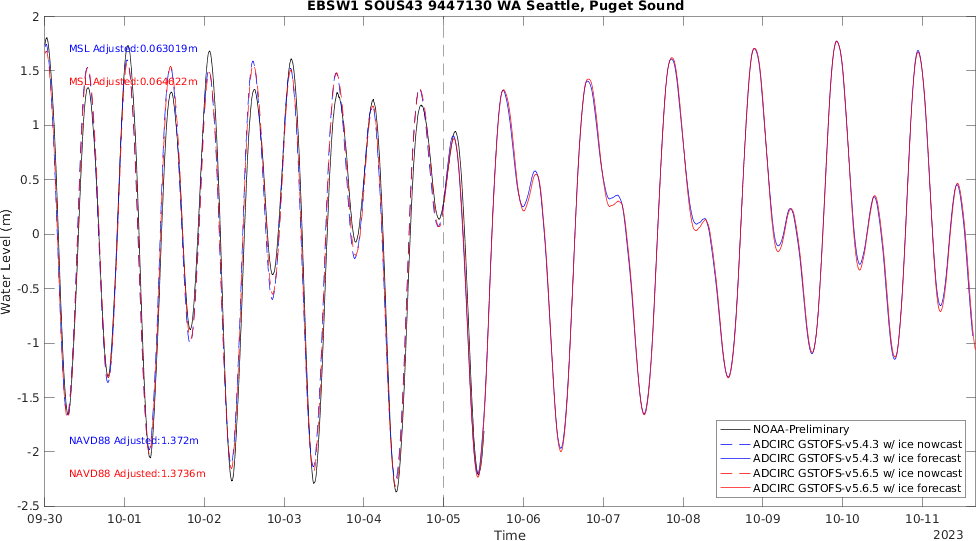 EBSW1 SOUS43 9447130 WA Seattle, Puget Sound
2
1.5
1
0.5
0
-0.5
-1
-1.5
-2
-2.5
Water Level (m)
MSL Adjusted:0.063019m
MSL Adjusted:0.064622m
NAVD88 Adjusted:1.372m
NAVD88 Adjusted:1.3736m
NOAA-Preliminary
ADCIRC GSTOFS-v5.4.3 w/ ice nowcast
ADCIRC GSTOFS-v5.4.3 w/ ice forecast
ADCIRC GSTOFS-v5.6.5 w/ ice nowcast
ADCIRC GSTOFS-v5.6.5 w/ ice forecast
09-30 10-01 10-02 10-03 10-04 10-05 10-06 10-07 10-08 10-09 10-10 10-11
Time
2023